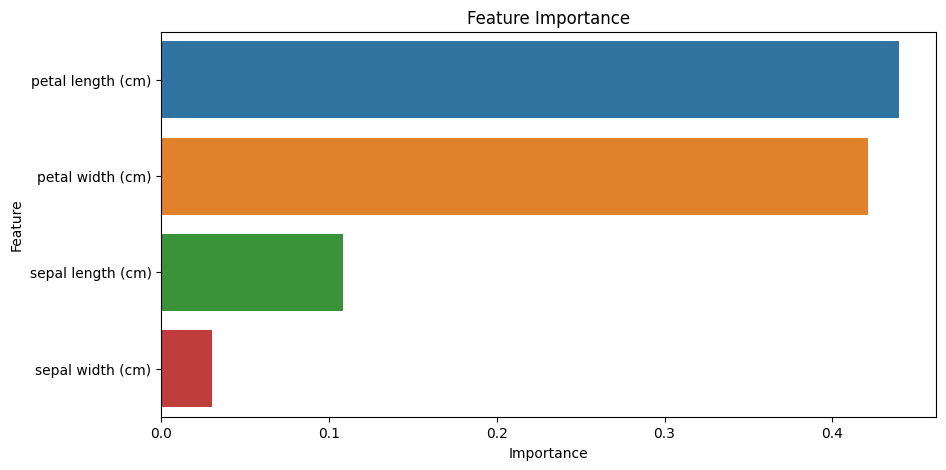 Feature Importance
petal length (cm)
petal width (cm)
sepal length (cm)
sepal width (cm)
Feature
0.0 0.1 0.2 0.3 0.4
Importance